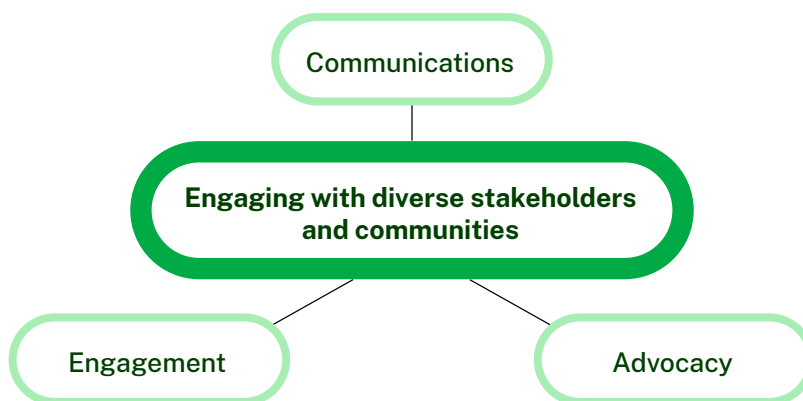 Communications
Engaging with diverse stakeholders
and communities
Engagement
Advocacy